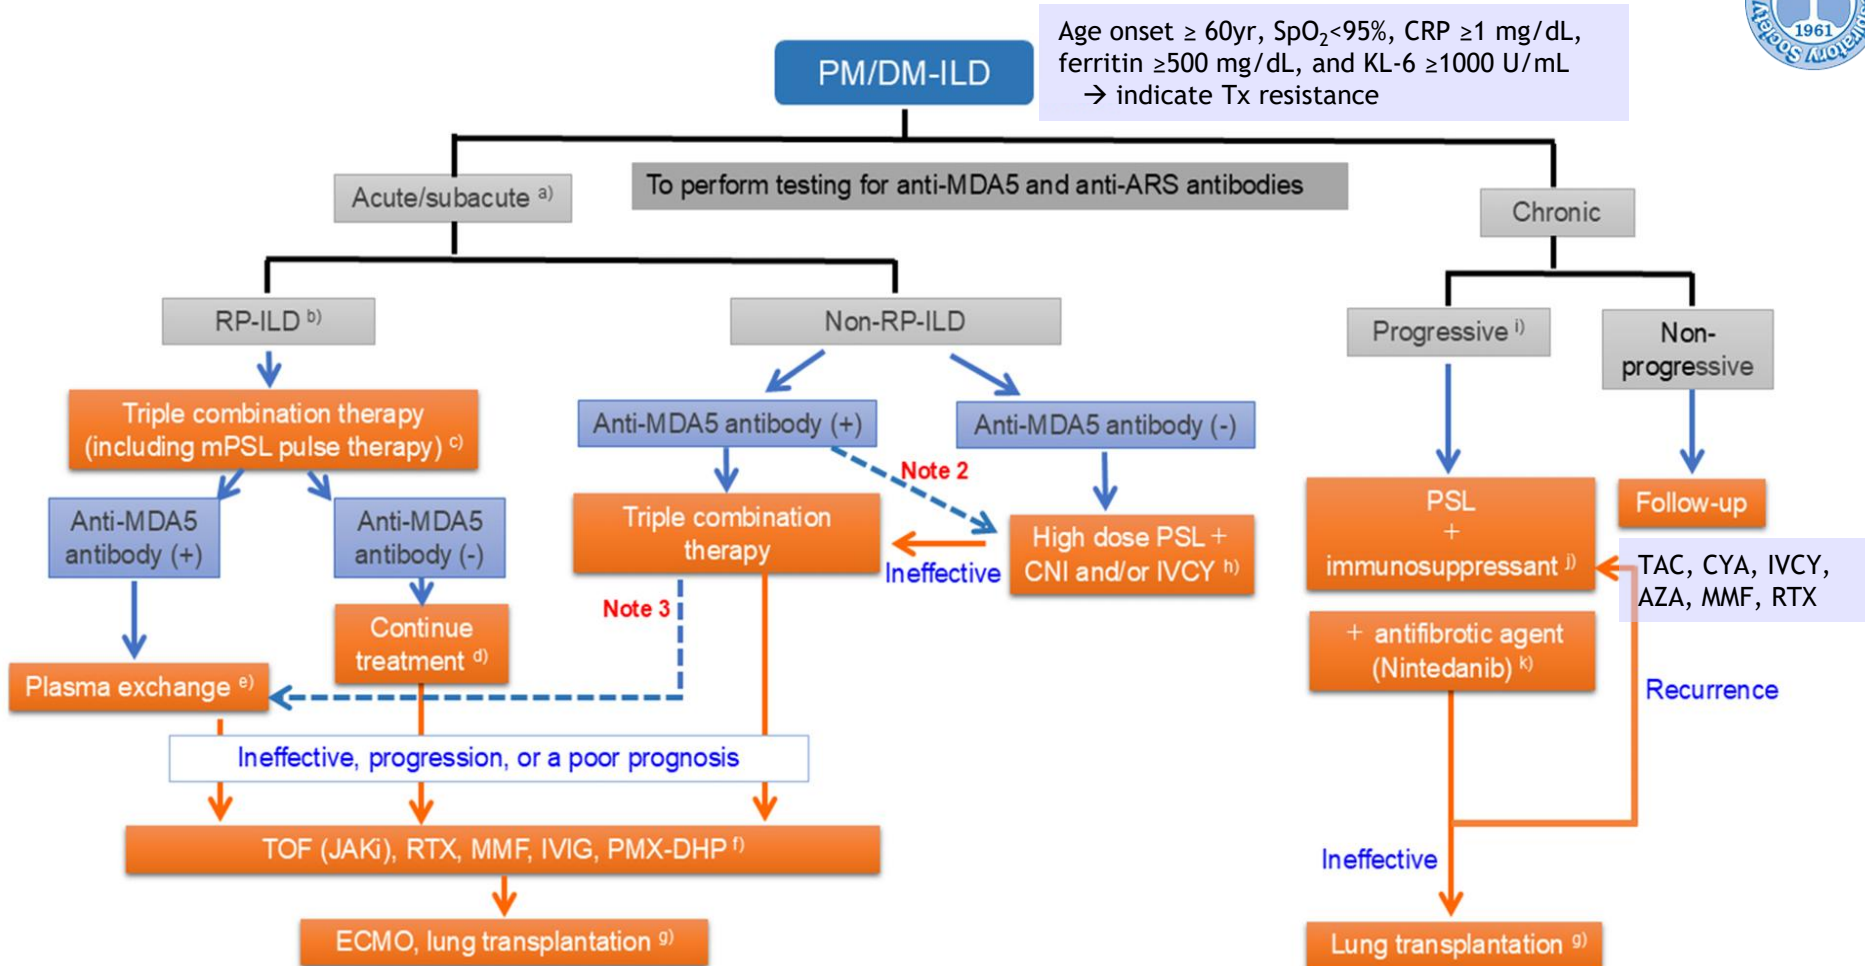 Age onset ≥ 60yr, SpO₂<95%, CRP ≥1 mg/dL,
ferritin ≥500 mg/dL, and KL-6 ≥1000 U/mL
→ indicate Tx resistance
1961
Respiratory Society
PM/DM-ILD
To perform testing for anti-MDA5 and anti-ARS antibodies
Acute/subacute a)
Chronic
RP-ILD b)
Non-RP-ILD
Progressive i)
Non-
progressive
Triple combination therapy
(including mPSL pulse therapy) c)
Anti-MDA5 antibody (+)
Anti-MDA5 antibody (-)
Note 2
Anti-MDA5
antibody (+)
Anti-MDA5
antibody (-)
Triple combination
therapy
High dose PSL +
CNI and/or IVCY h)
Ineffective
PSL
+
immunosuppressant j)
Follow-up
TAC, CYA, IVCY,
AZA, MMF, RTX
Note 3
Continue
treatment d)
Plasma exchange e)
+ antifibrotic agent
(Nintedanib) k)
Recurrence
Ineffective, progression, or a poor prognosis
TOF (JAKi), RTX, MMF, IVIG, PMX-DHP f)
Ineffective
ECMO, lung transplantation g)
Lung transplantation g)